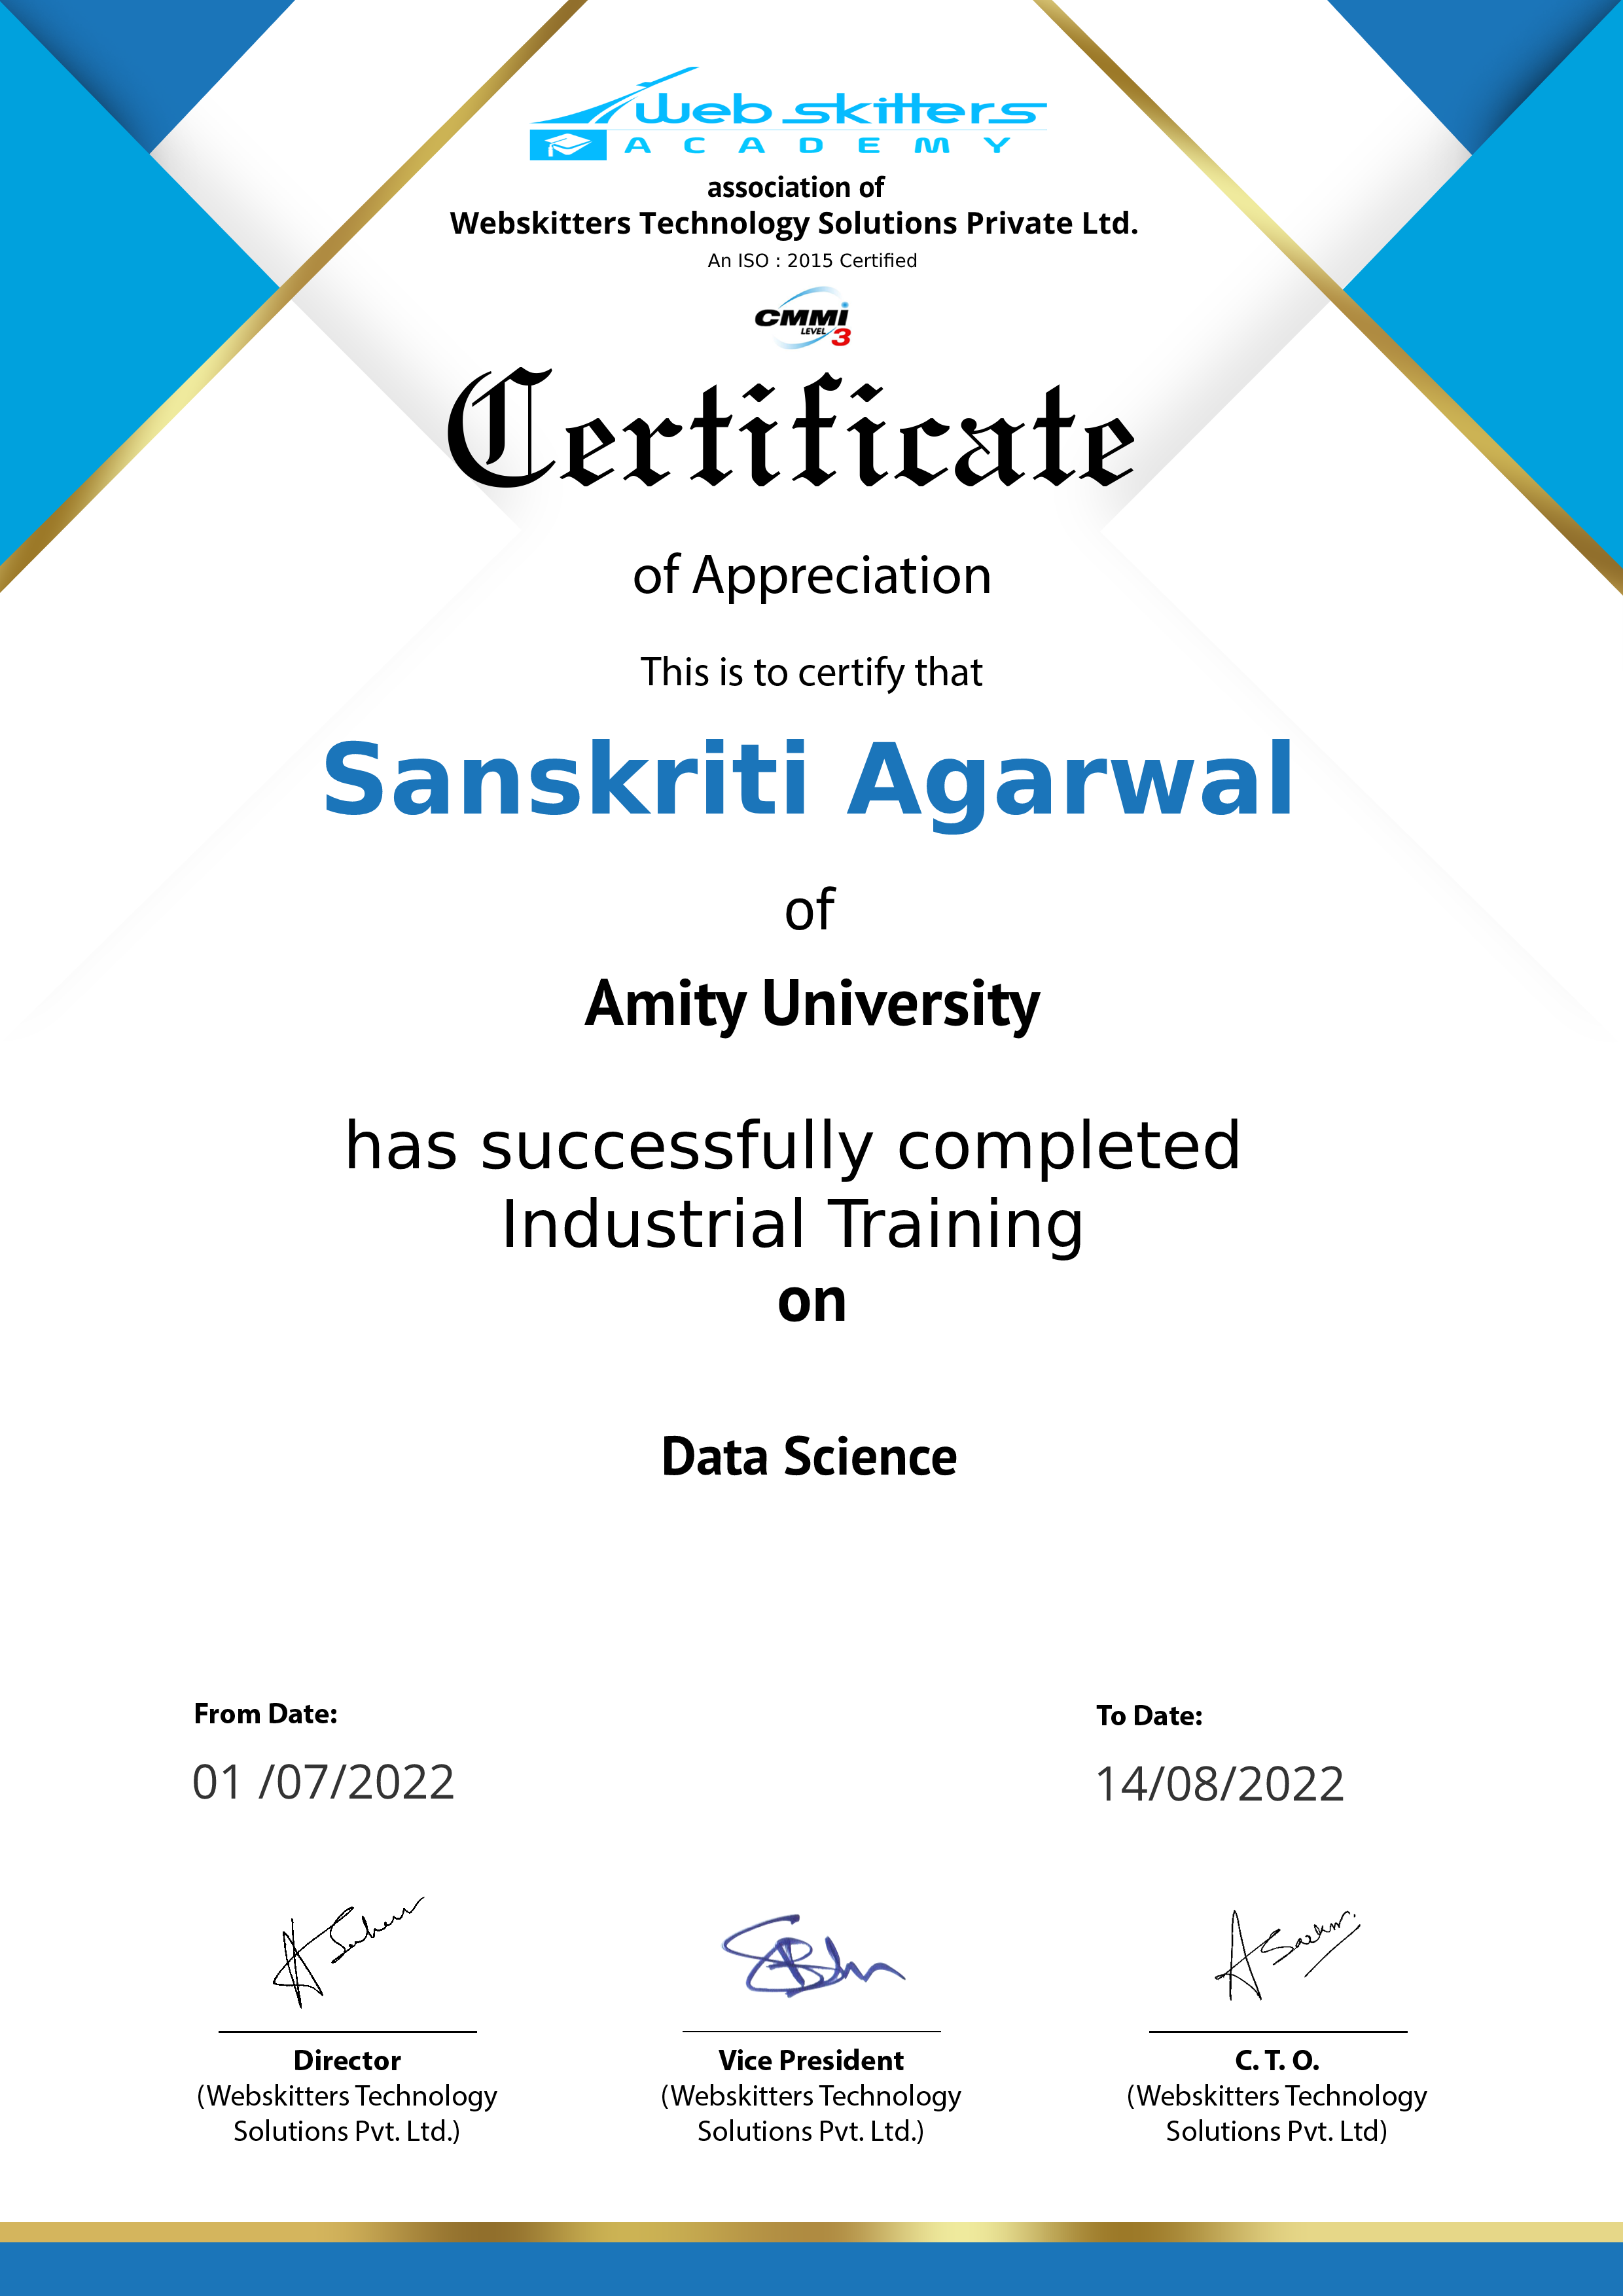 Web skitters
ACADEMY
association of
Webskitters Technology Solutions Private Ltd.
An ISO : 2015 Certified
CMMi
LEVEL 3
Certificate
of Appreciation
This is to certify that
Sanskriti Agarwal
of
Amity University
has successfully completed
Industrial Training
on
Data Science
From Date:
To Date:
01 /07/2022
14/08/2022
Director
(Webskitters Technology
Solutions Pvt. Ltd.)
Vice President
(Webskitters Technology
Solutions Pvt. Ltd.)
C. T. O.
(Webskitters Technology
Solutions Pvt. Ltd)